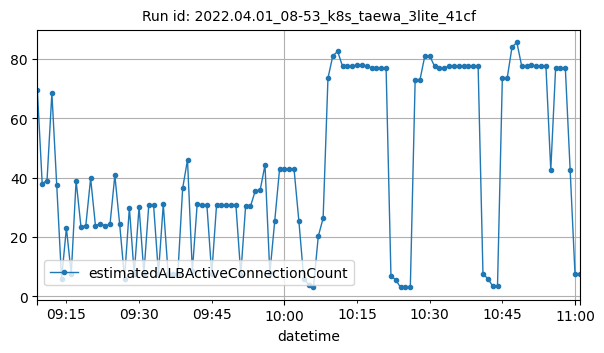 Run id: 2022.04.01_08-53_k8s_taewa_3lite_41cf
80
60
40
20
0
estimatedALBActiveConnectionCount
09:15 09:30 09:45 10:00 10:15 10:30 10:45 11:00
datetime